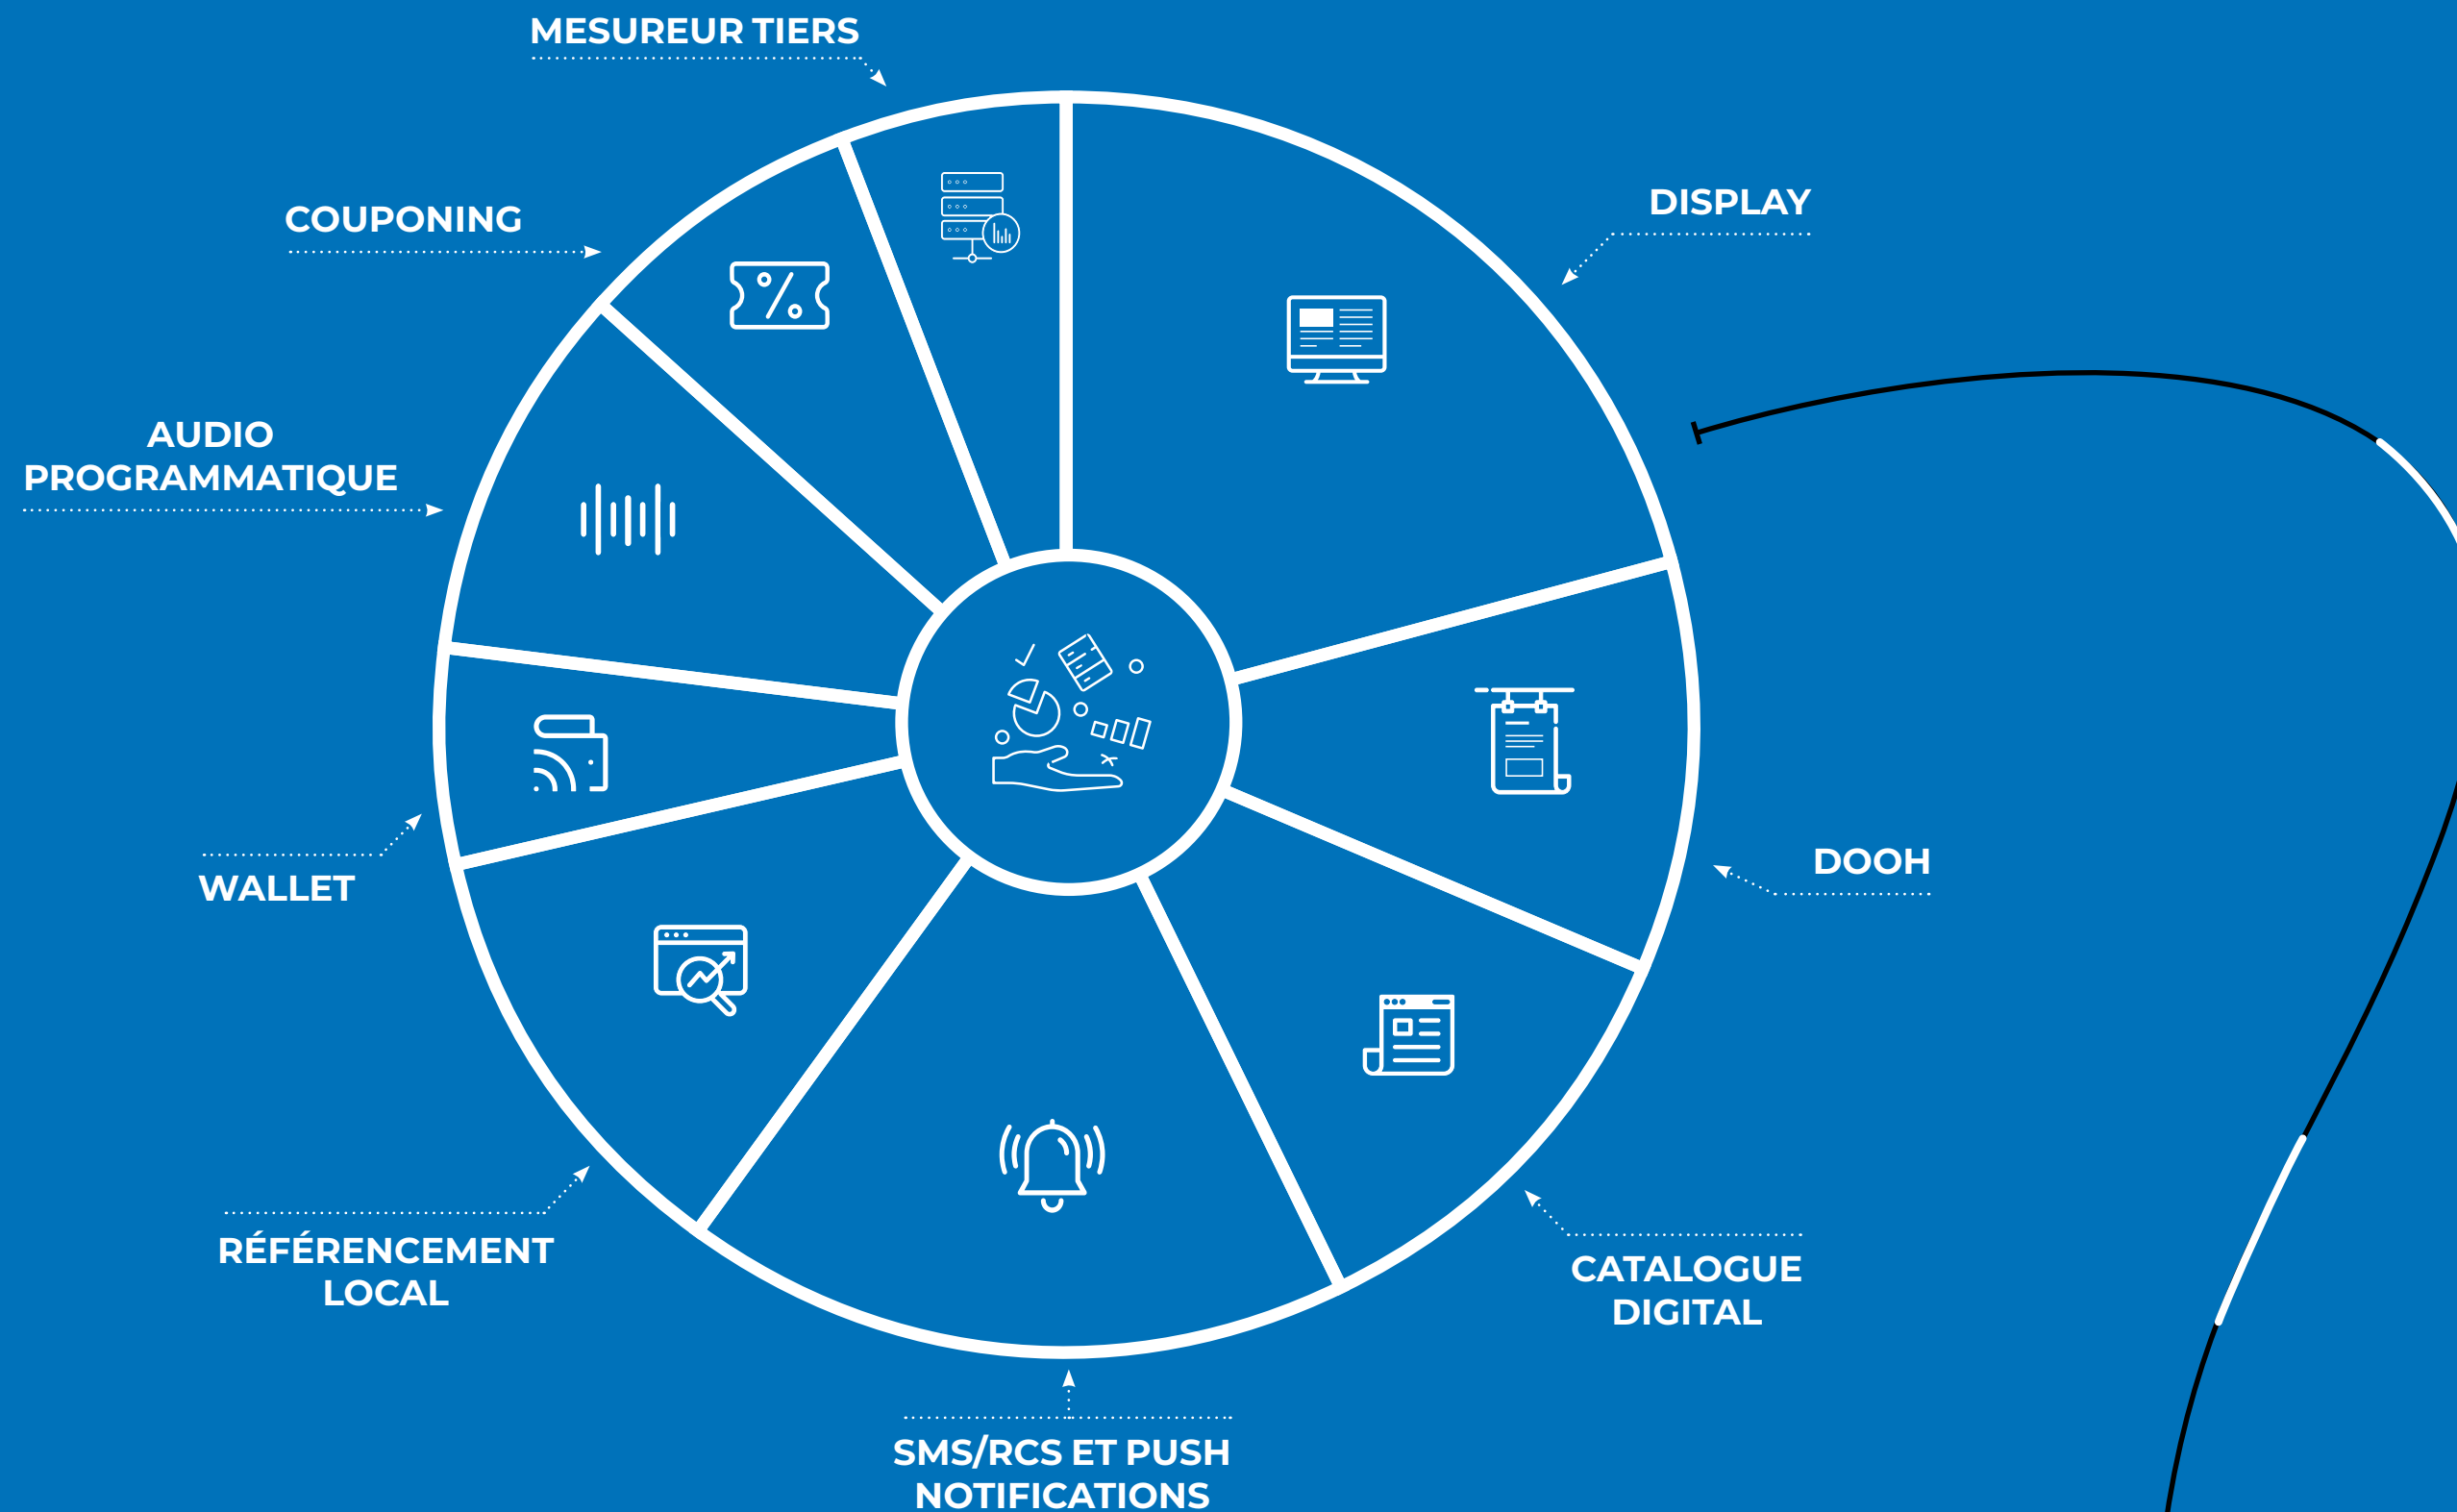 MESUREUR TIERS
DISPLAY
COUPONING
AUDIO
PROGRAMMATIQUE
DOOH
WALLET
RÉFÉRENCEMENT
LOCAL
CATALOGUE
DIGITAL
SMS/RCS ET PUSH
NOTIFICATIONS